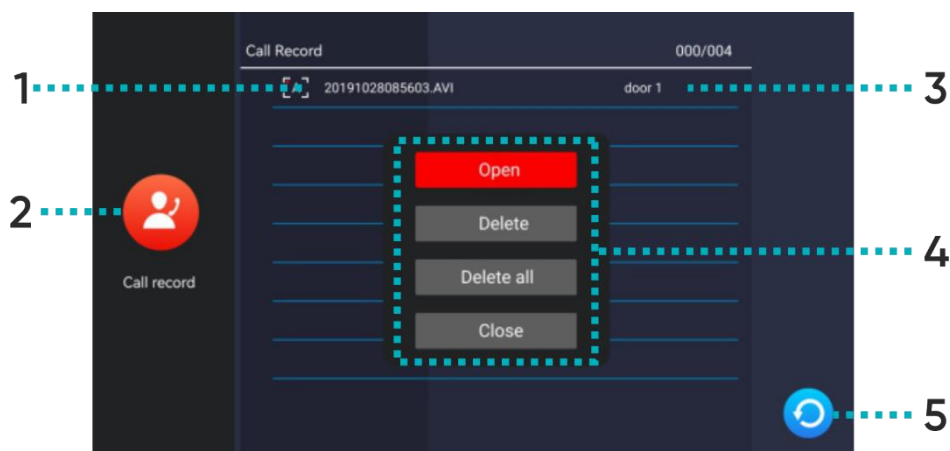 Call Record 000/004
1 [A] 20191028085603.AVI door 1 3
Open
2
Delete
4
Call record
Delete all
Close
5